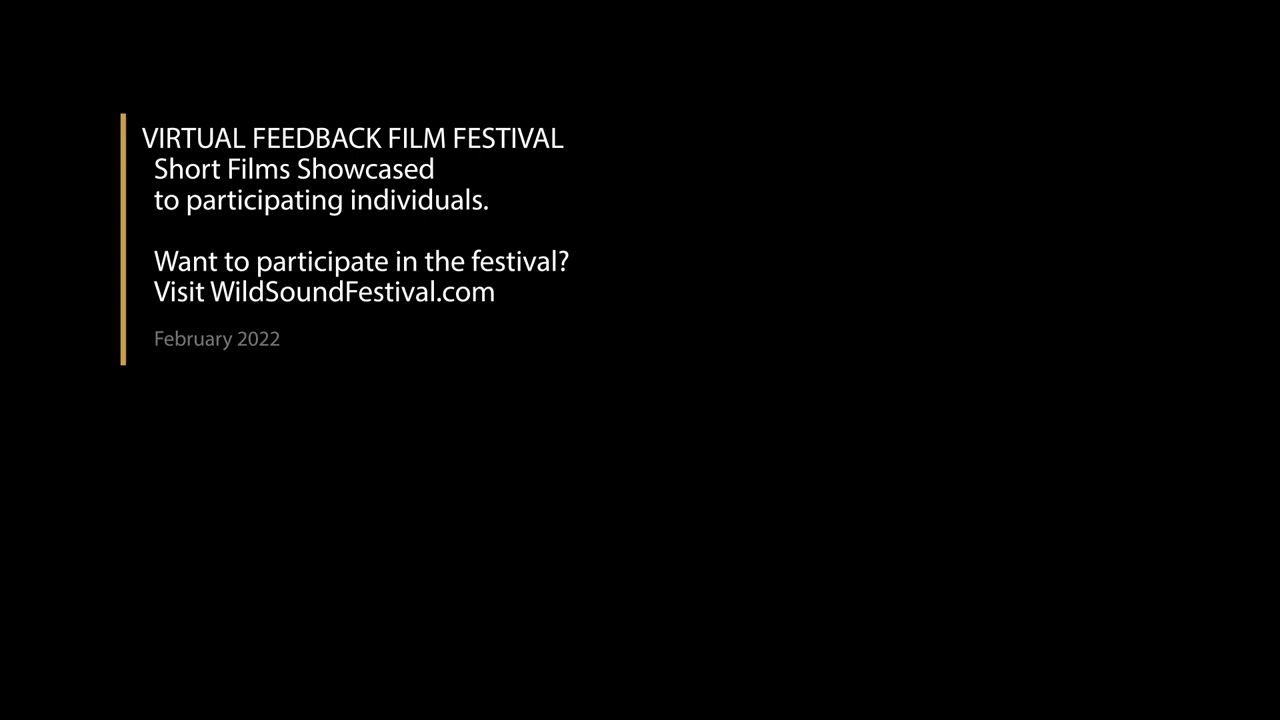 VIRTUAL FEEDBACK FILM FESTIVAL
Short Films Showcased
to participating individuals.
Want to participate in the festival?
Visit WildSoundFestival.com
February 2022